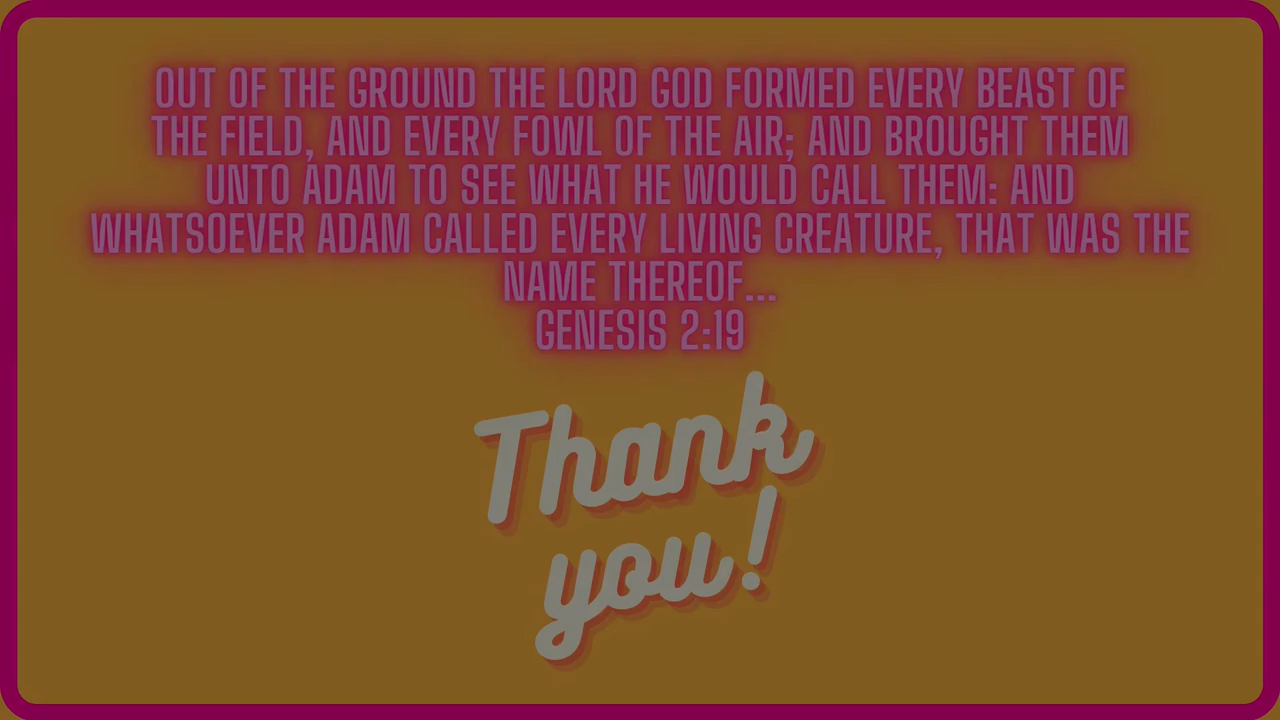 OUT OF THE GROUND THE LORD GOD FORMED EVERY BEAST OF
THE FIELD, AND EVERY FOWL OF THE AIR; AND BROUGHT THEM
UNTO ADAM TO SEE WHAT HE WOULD CALL THEM: AND
WHATSOEVER ADAM CALLED EVERY LIVING CREATURE, THAT WAS THE
NAME THEREOF...
GENESIS 2:19
Thank
you!